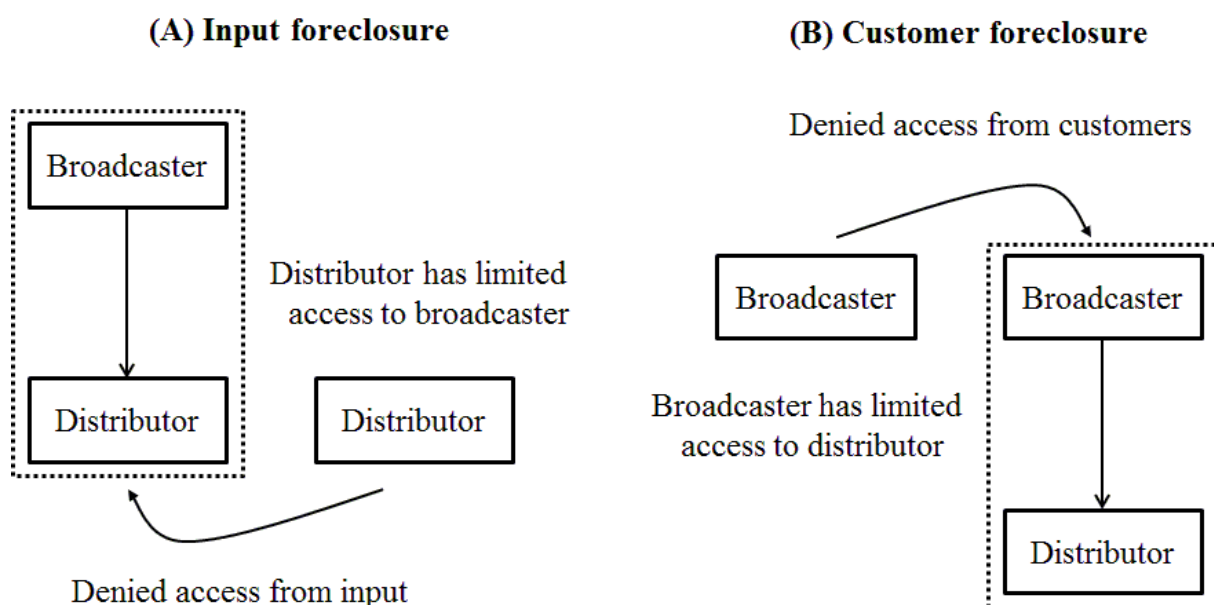 (A) Input foreclosure
Broadcaster
Distributor has limited
access to broadcaster
Distributor
Distributor
Denied access from input
(B) Customer foreclosure
Denied access from customers
Broadcaster
Broadcaster
Broadcaster has limited
access to distributor
Distributor